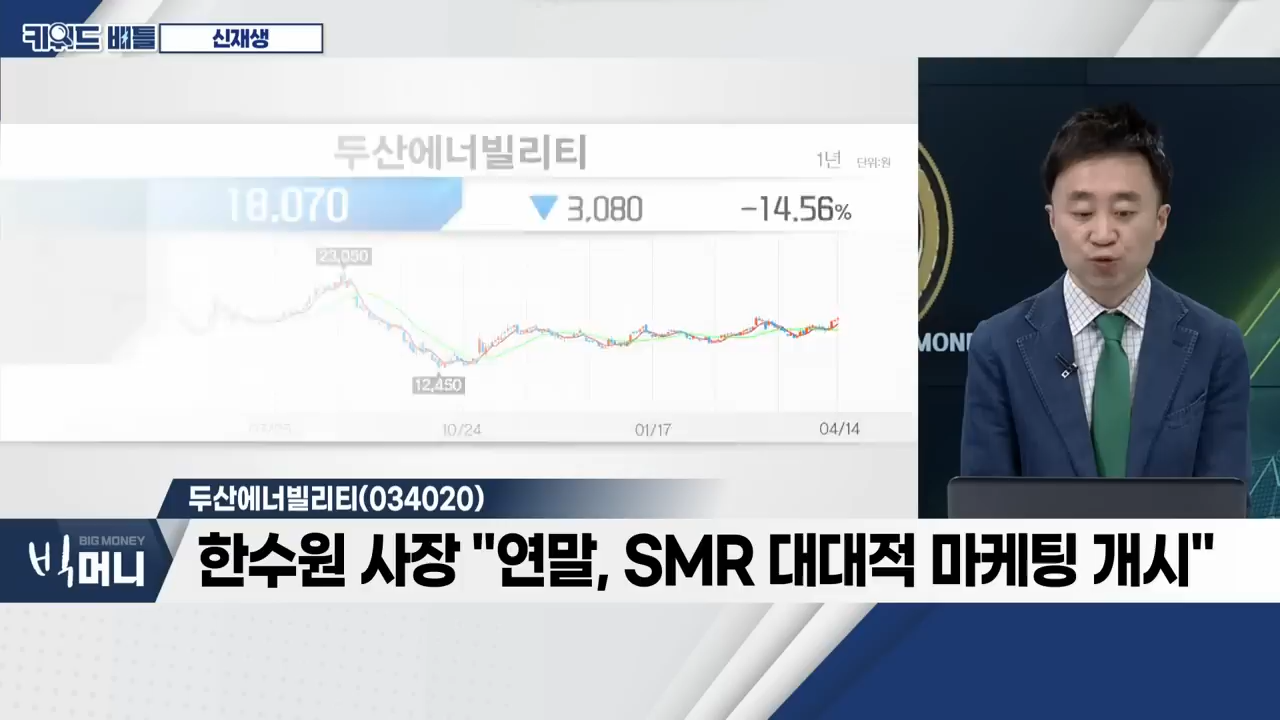 키워드 배틀
신재생
두산에너빌리티
1년 단위:원
18,070
▼ 3,080
-14.56%
23,050
12,450
10/24
01/17
04/14
MONE
두산에너빌리티(034020)
BIG MONEY
빅머니
한수원 사장 "연말, SMR 대대적 마케팅 개시"